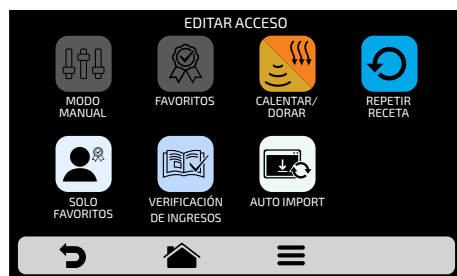 EDITAR ACCESO
MODO
MANUAL
FAVORITOS
CALENTAR/
DORAR
REPETIR
RECETA
SOLO
FAVORITOS
VERIFICACIÓN
DE INGRESOS
AUTO IMPORT